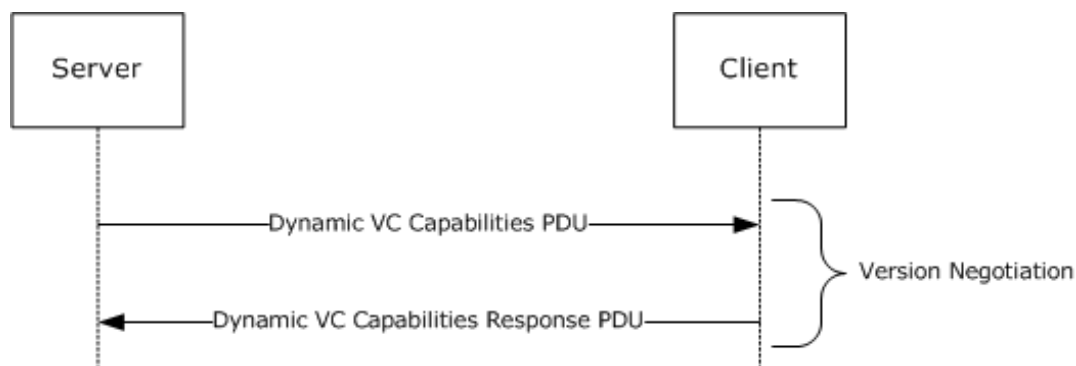 Server
Client
Dynamic VC Capabilities PDU
Version Negotiation
Dynamic VC Capabilities Response PDU